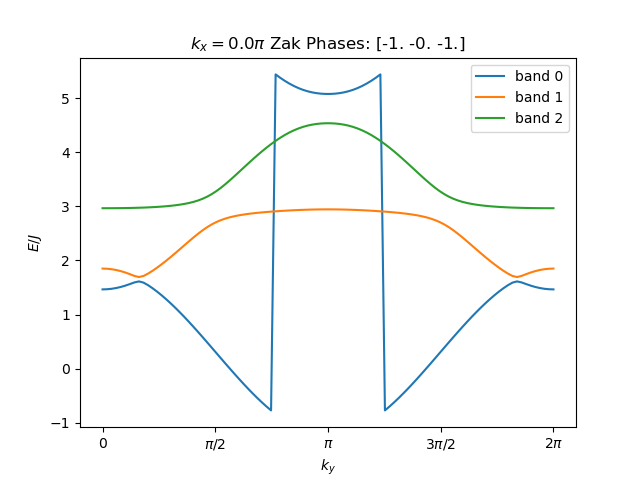 k_x = 0.0π Zak Phases: [-1. -0. -1.]
band 0
band 1
band 2
E/J
5
4
3
2
1
0
−1
0
π/2
π
3π/2
2π
k_y